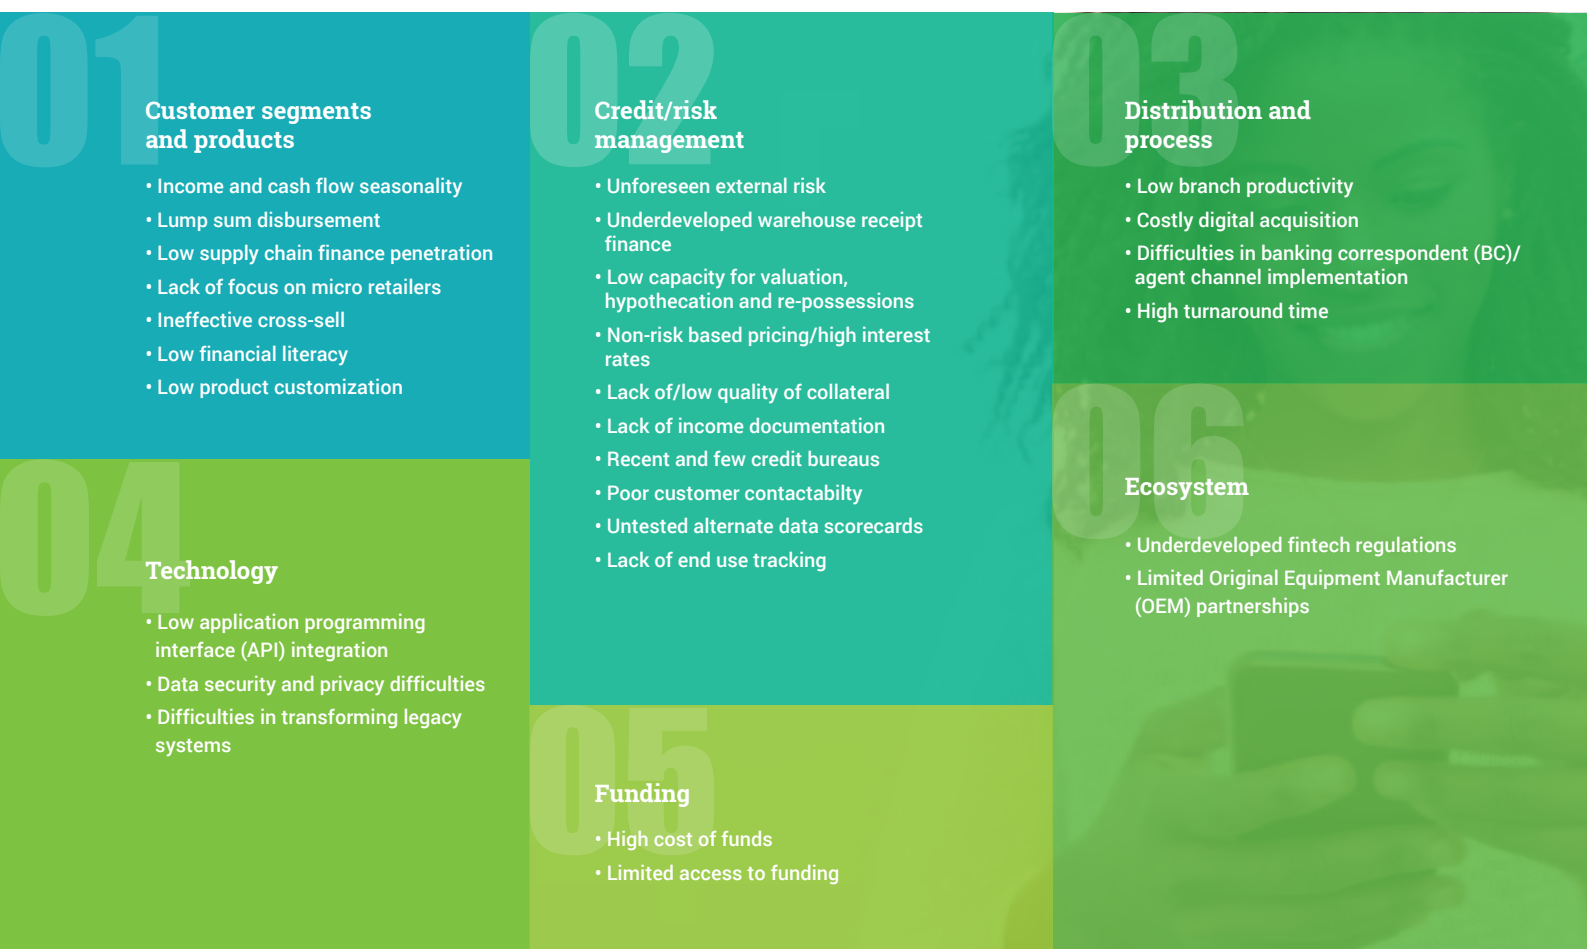 01
Customer segments
and products
• Income and cash flow seasonality
• Lump sum disbursement
• Low supply chain finance penetration
• Lack of focus on micro retailers
• Ineffective cross-sell
• Low financial literacy
• Low product customization
02
Credit/risk
management
• Unforeseen external risk
• Underdeveloped warehouse receipt
finance
• Low capacity for valuation,
hypothecation and re-possessions
• Non-risk based pricing/high interest
rates
• Lack of/low quality of collateral
• Lack of income documentation
• Recent and few credit bureaus
• Poor customer contactabilty
• Untested alternate data scorecards
• Lack of end use tracking
03
Distribution and
process
• Low branch productivity
• Costly digital acquisition
• Difficulties in banking correspondent (BC)/
agent channel implementation
• High turnaround time
04
Technology
• Low application programming
interface (API) integration
• Data security and privacy difficulties
• Difficulties in transforming legacy
systems
05
Funding
• High cost of funds
• Limited access to funding
06
Ecosystem
• Underdeveloped fintech regulations
• Limited Original Equipment Manufacturer
(OEM) partnerships